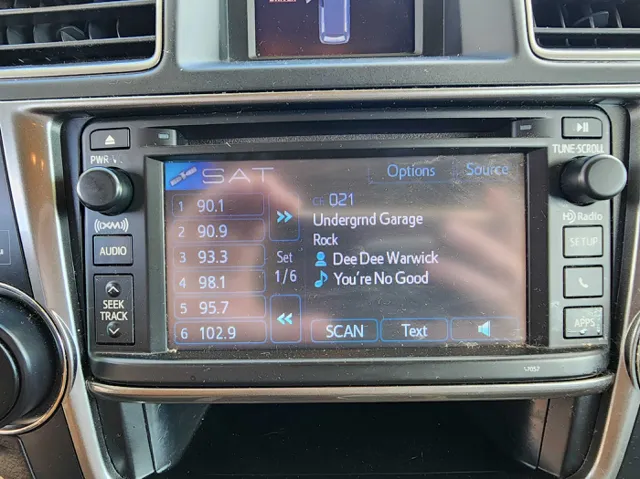 PWR
((XM))
AUDIO
SEEK
TRACK
SAT
1 90.1
2 90.9
3 93.3
4 98.1
5 95.7
6 102.9
Set
1/6
Options
Source
CH 021
Undergrnd Garage
Rock
Dee Dee Warwick
You're No Good
SCAN
Text
TUNE·SCROLL
HD Radio
SETUP
APPS